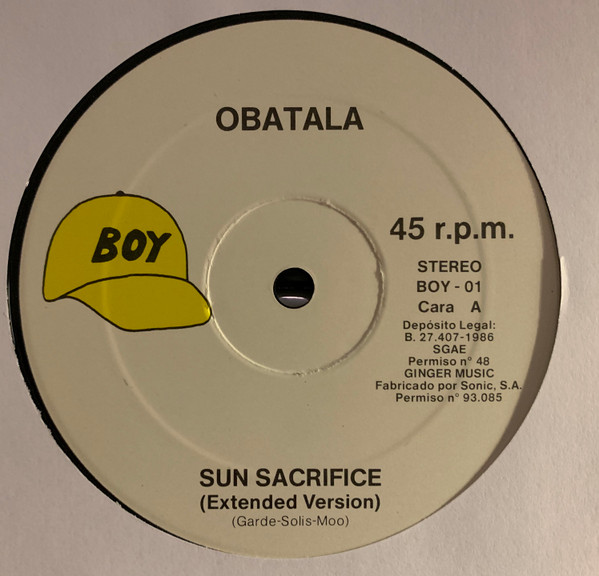 OBATALA
BOY
45 r.p.m.
STEREO
BOY - 01
Cara A
Depósito Legal:
B. 27.407-1986
SGAE
Permiso n° 48
GINGER MUSIC
Fabricado por Sonic, S.A.
Permiso n° 93.085
SUN SACRIFICE
(Extended Version)
(Garde-Solis-Moo)